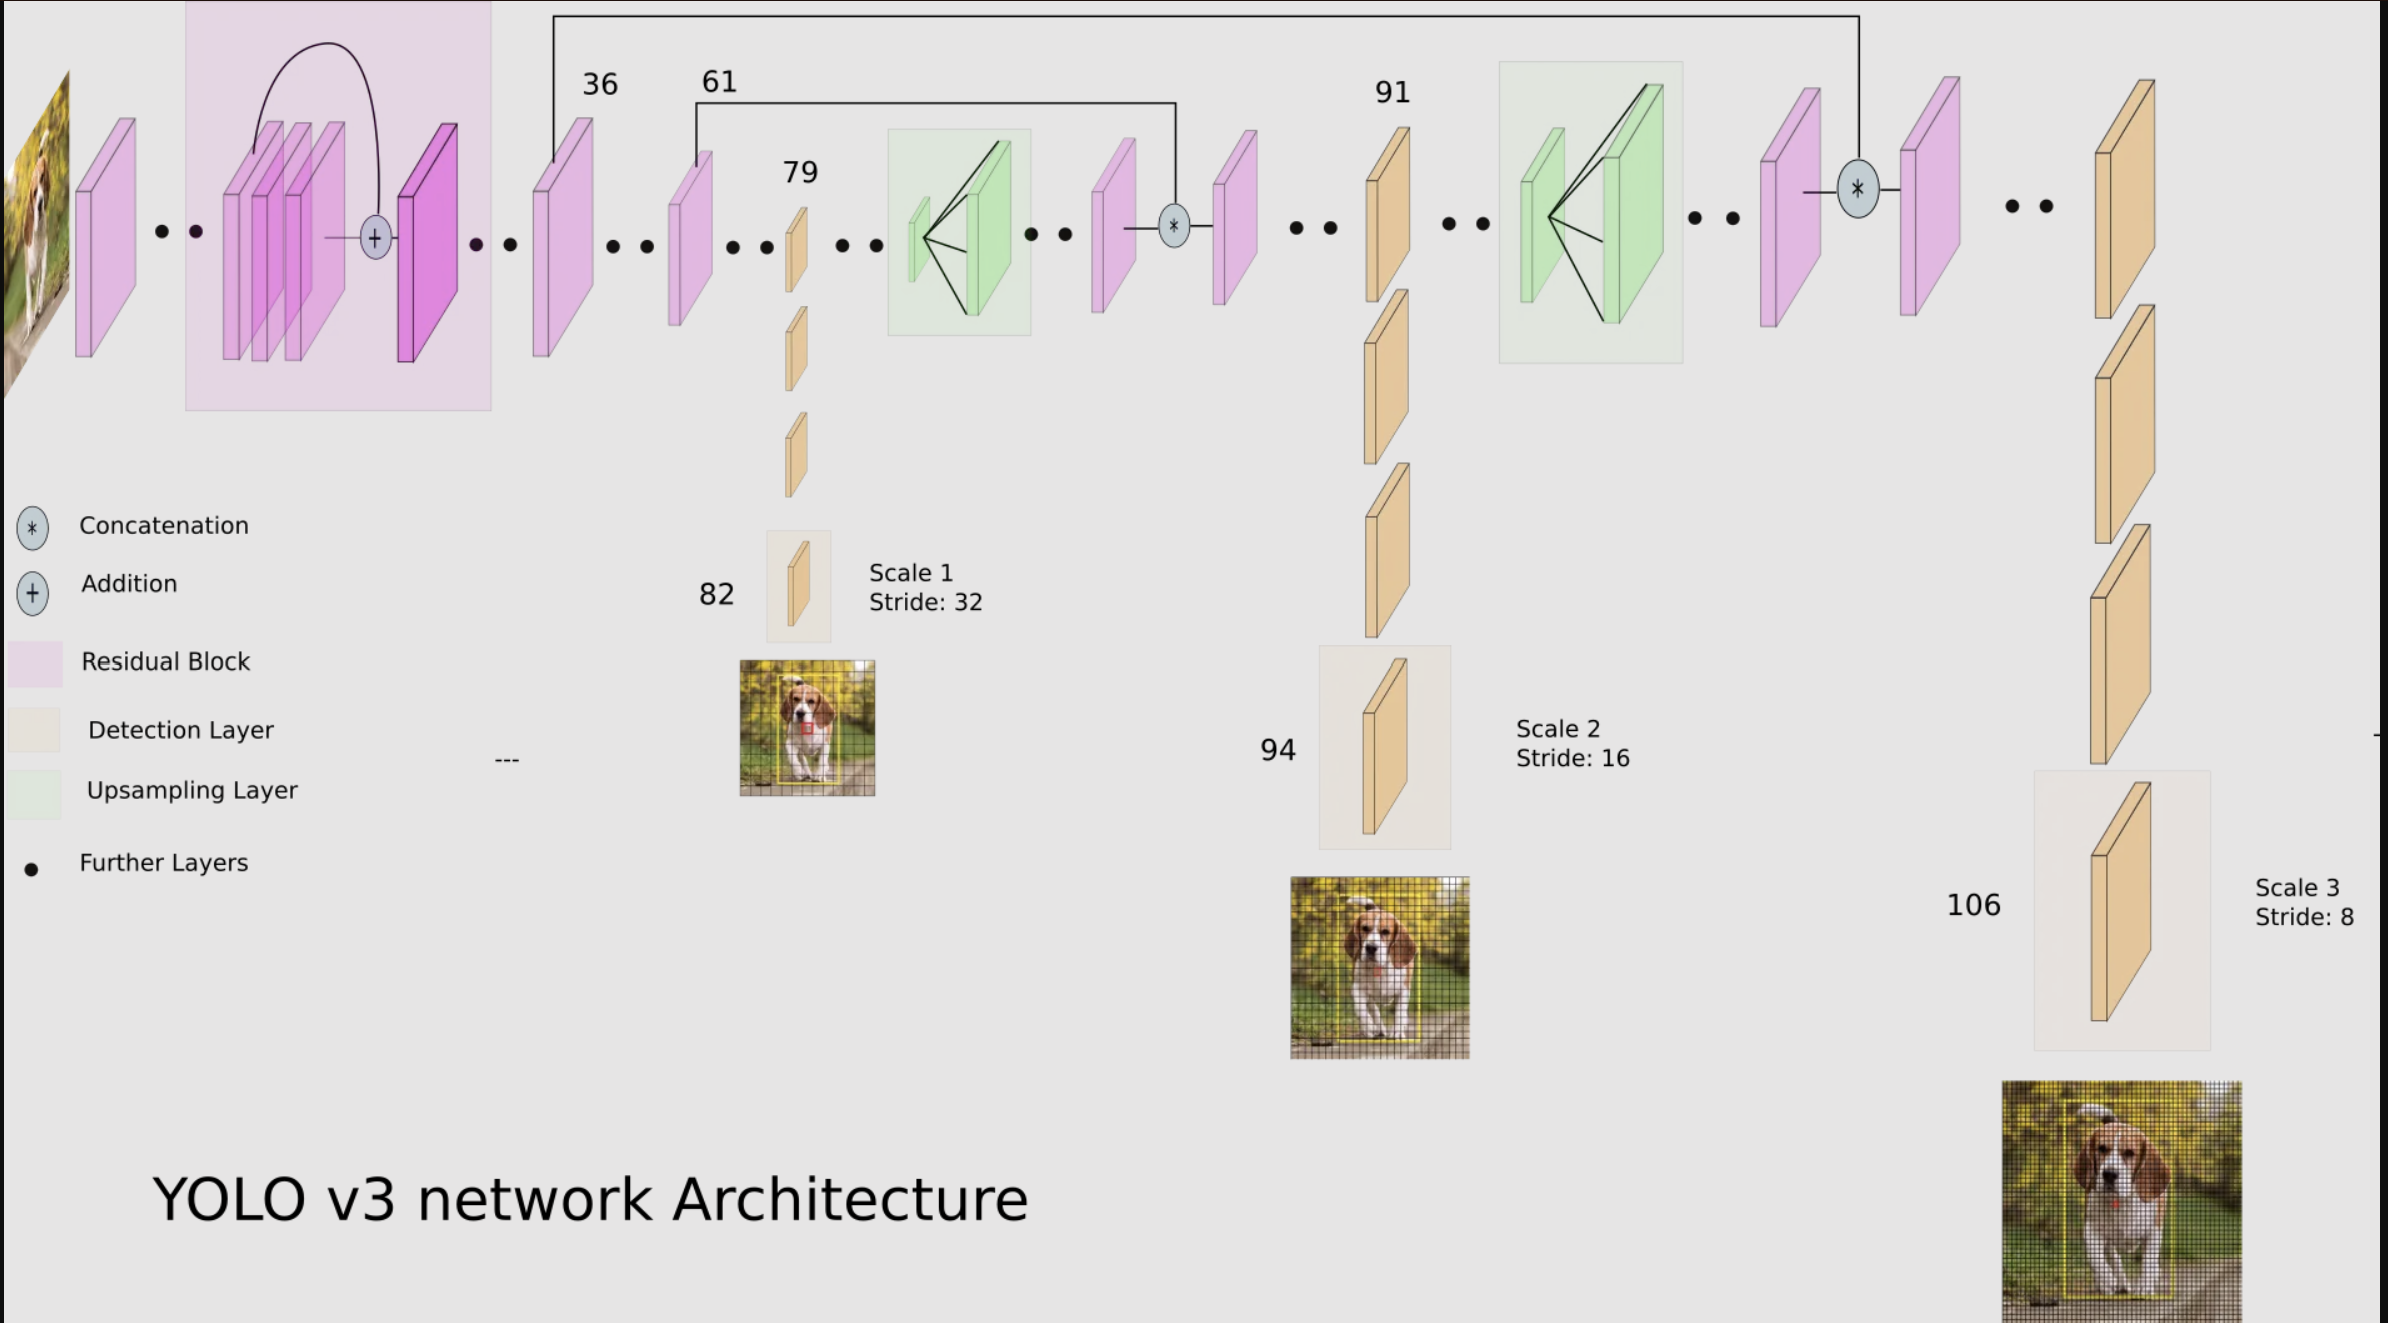 36
61
91
79
*
*
+
*
Concatenation
+
Addition
82
Scale 1
Stride: 32
Residual Block
Detection Layer
94
Scale 2
Stride: 16
---
Upsampling Layer
Further Layers
106
Scale 3
Stride: 8
YOLO v3 network Architecture